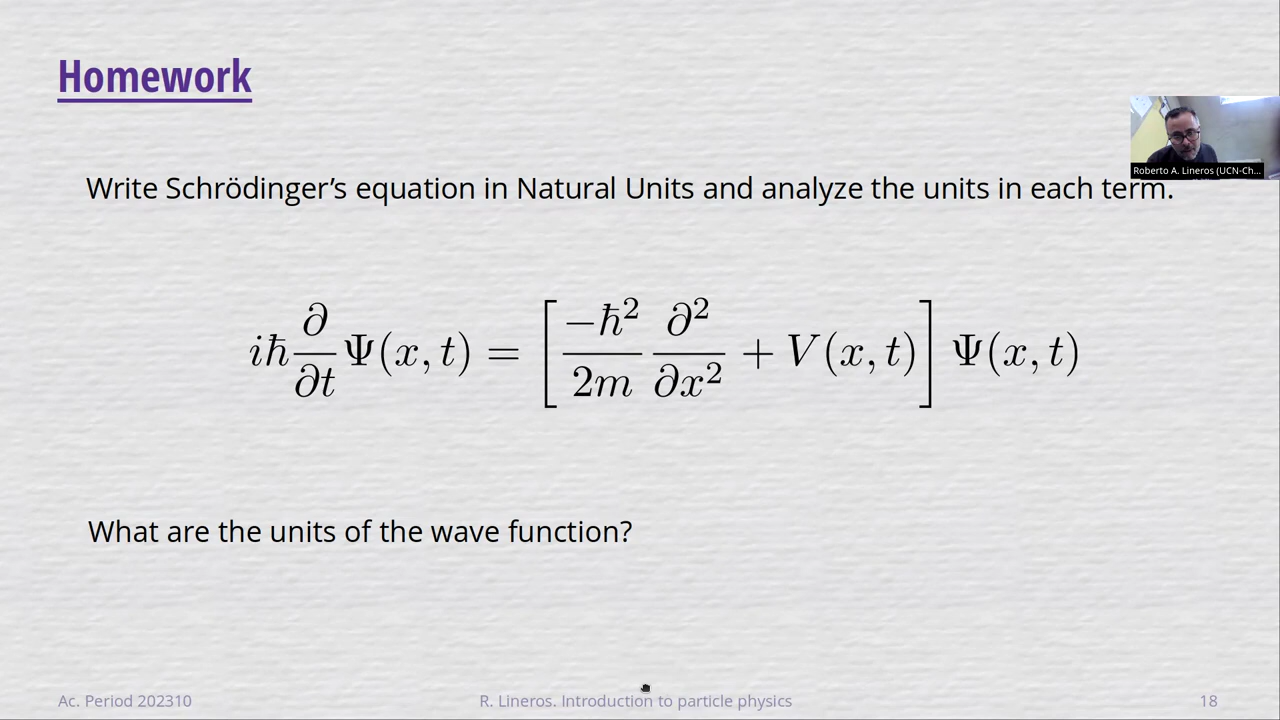 Homework
Roberto A. Lineros (UCN-Ch...
Write Schrödinger’s equation in Natural Units and analyze the units in each term.
iħ ∂/∂t Ψ(x, t) = [ −ħ²/2m ∂²/∂x² + V(x, t) ] Ψ(x, t)
What are the units of the wave function?
Ac. Period 202310
R. Lineros. Introduction to particle physics
18